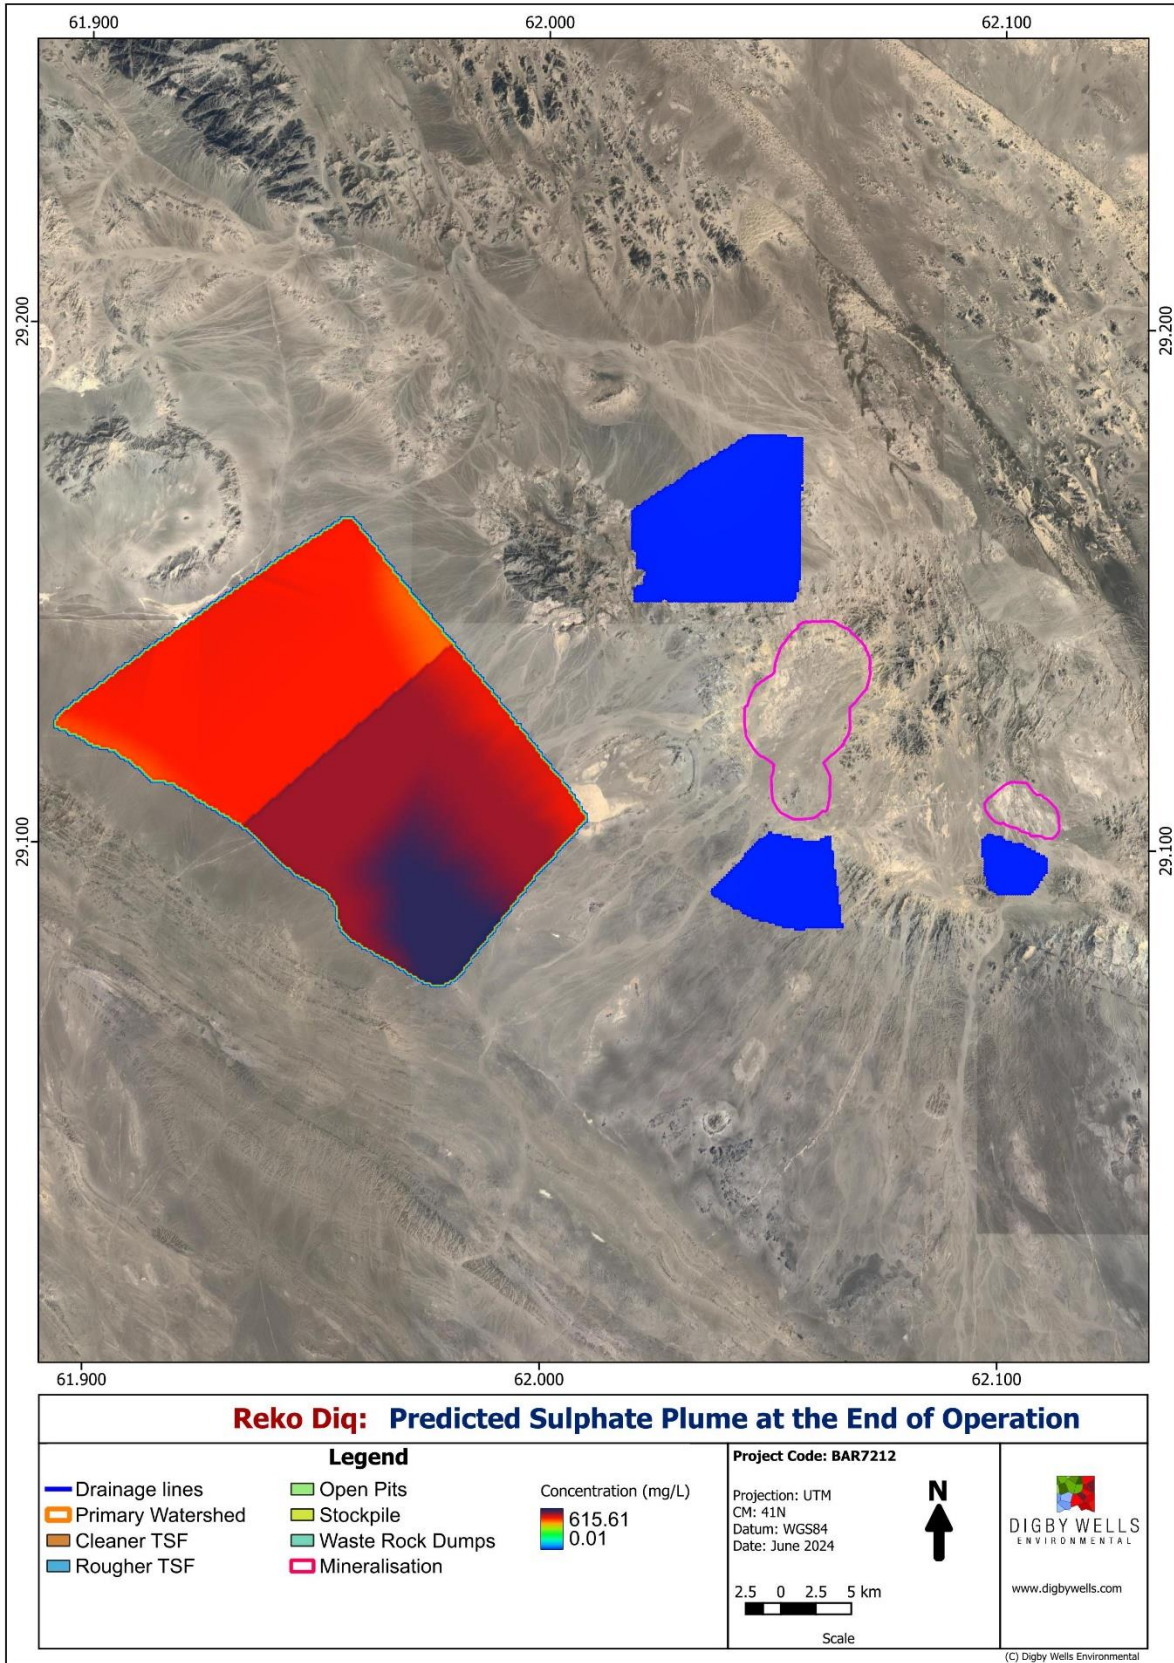 61.900
62.000
62.100
29.200
29.200
29.100
29.100
61.900
62.000
62.100
Reko Diq: Predicted Sulphate Plume at the End of Operation
Legend
Drainage lines
Primary Watershed
Cleaner TSF
Rougher TSF
Open Pits
Stockpile
Waste Rock Dumps
Mineralisation
Concentration (mg/L)
615.61
0.01
Project Code: BAR7212
Projection: UTM
CM: 41N
Datum: WGS84
Date: June 2024
N
2.5 0 2.5 5 km
Scale
DIGBY WELLS
ENVIRONMENTAL
www.digbywells.com
(C) Digby Wells Environmental